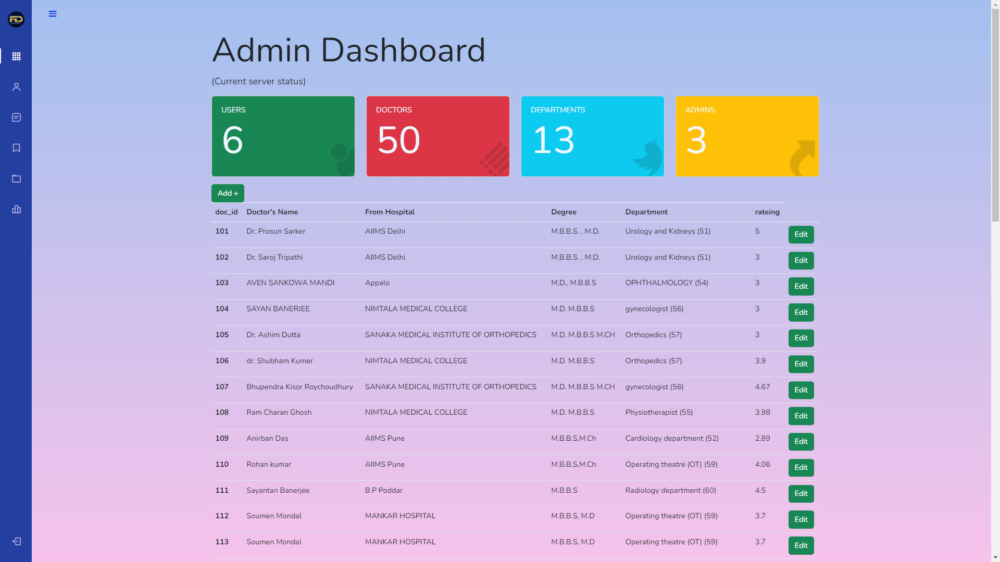 Admin Dashboard
(Current server status)
USERS DOCTORS DEPARTMENTS ADMINS
6 50 13 3
Add +
doc_id Doctor's Name From Hospital Degree Department rateing
101 Dr. Prosun Sarker AIIMS Delhi M.B.B.S. , M.D. Urology and Kidneys (51) 5 Edit
102 Dr. Saroj Tripathi AIIMS Delhi M.B.B.S. , M.D. Urology and Kidneys (51) 3 Edit
103 AVEN SANKOWA MANDI Appalo M.D., M.B.B.S OPHTHALMOLOGY (54) 3 Edit
104 SAYAN BANERJEE NIMTALA MEDICAL COLLEGE M.D. M.B.B.S gynecologist (56) 3 Edit
105 Dr. Ashim Dutta SANAKA MEDICAL INSTITUTE OF ORTHOPEDICS M.D. M.B.B.S M.CH Orthopedics (57) 3 Edit
106 dr. Shubham Kumer NIMTALA MEDICAL COLLEGE M.D. M.B.B.S Orthopedics (57) 3.9 Edit
107 Bhupendra Kisor Roychoudhury SANAKA MEDICAL INSTITUTE OF ORTHOPEDICS M.D. M.B.B.S M.CH gynecologist (56) 4.67 Edit
108 Ram Charan Ghosh NIMTALA MEDICAL COLLEGE M.D. M.B.B.S Physiotherapist (55) 3.98 Edit
109 Anirban Das AIIMS Pune M.B.B.S,M.Ch Cardiology department (52) 2.89 Edit
110 Rohan kumar AIIMS Pune M.B.B.S,M.Ch Operating theatre (OT) (59) 4.06 Edit
111 Sayantan Banerjee B.P Poddar M.B.B.S Radiology department (60) 4.5 Edit
112 Soumen Mondal MANKAR HOSPITAL M.B.B.S, M.D Operating theatre (OT) (59) 3.7 Edit
113 Soumen Mondal MANKAR HOSPITAL M.B.B.S, M.D Operating theatre (OT) (59) 3.7 Edit